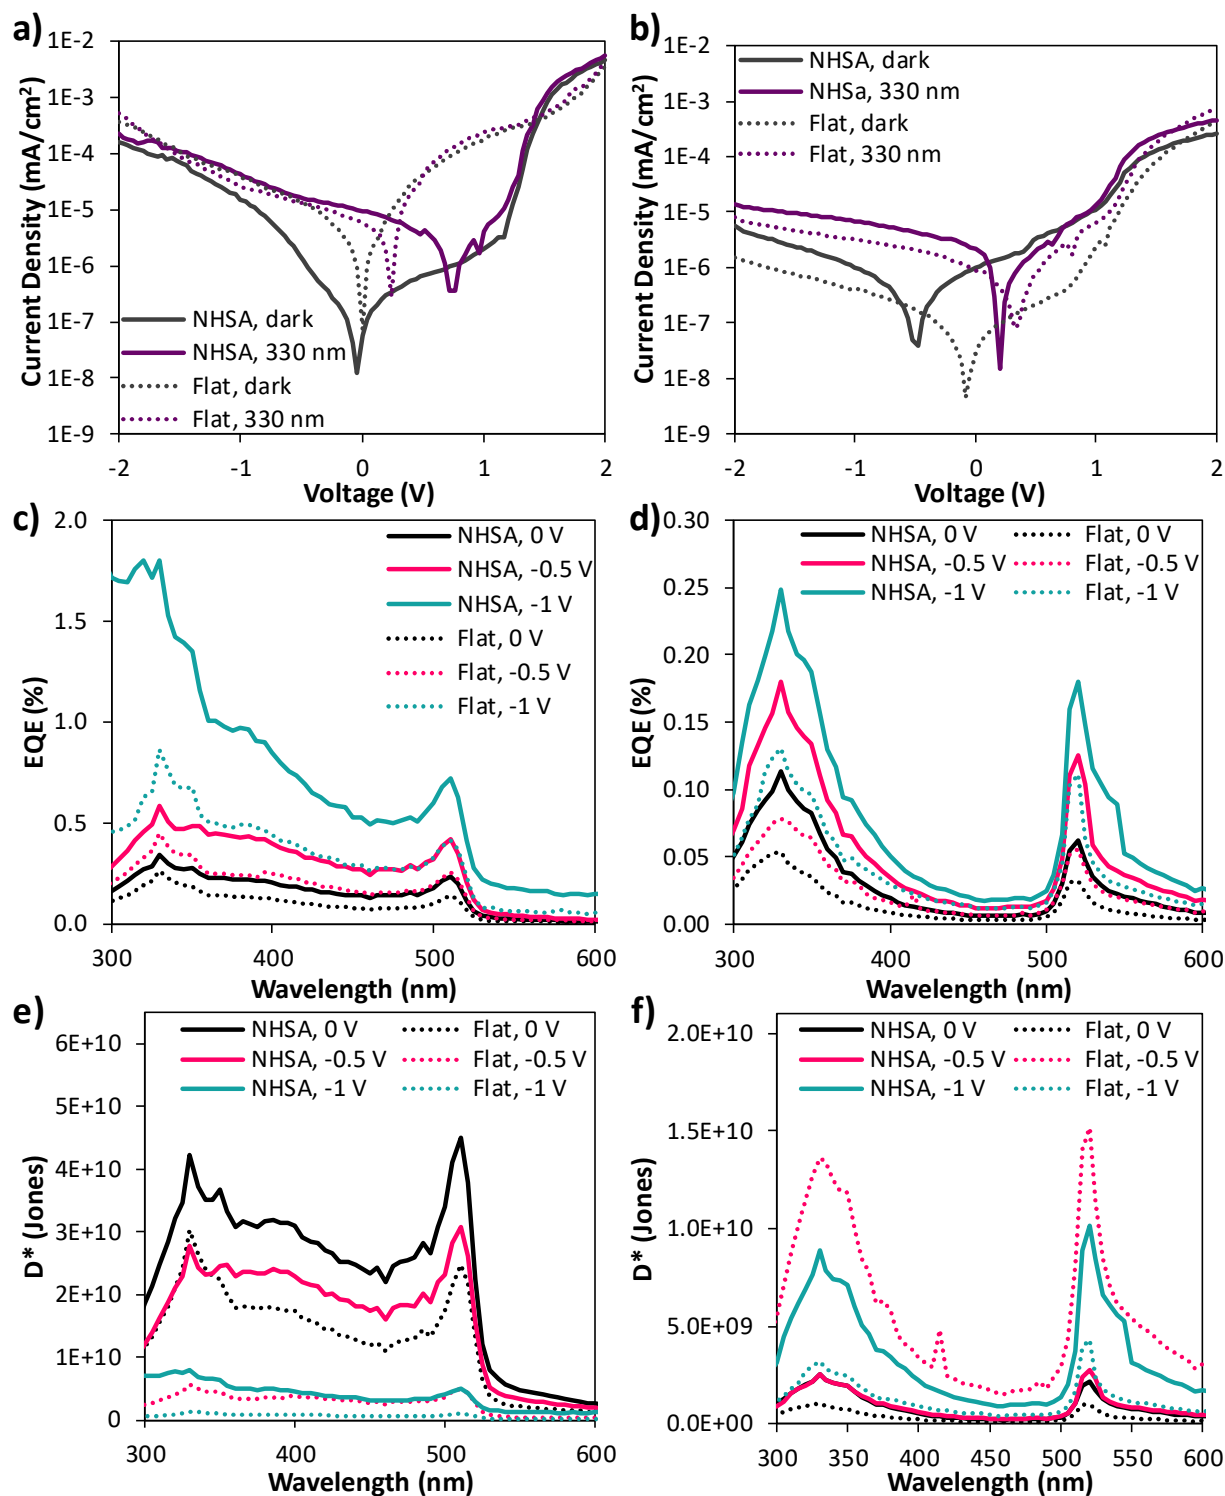 a)
1E-2
1E-3
1E-4
1E-5
1E-6
1E-7
1E-8
1E-9
Current Density (mA/cm²)
NHSA, dark
NHSA, 330 nm
Flat, dark
Flat, 330 nm
-2 -1 0 1 2
Voltage (V)
b)
1E-2
1E-3
1E-4
1E-5
1E-6
1E-7
1E-8
1E-9
Current Density (mA/cm²)
NHSA, dark
NHSa, 330 nm
Flat, dark
Flat, 330 nm
-2 -1 0 1 2
Voltage (V)
c)
2.0
1.5
1.0
0.5
0.0
EQE (%)
NHSA, 0 V
NHSA, -0.5 V
NHSA, -1 V
Flat, 0 V
Flat, -0.5 V
Flat, -1 V
300 400 500 600
Wavelength (nm)
d)
0.30
0.25
0.20
0.15
0.10
0.05
0.00
EQE (%)
NHSA, 0 V Flat, 0 V
NHSA, -0.5 V Flat, -0.5 V
NHSA, -1 V Flat, -1 V
300 400 500 600
Wavelength (nm)
e)
6E+10
5E+10
4E+10
3E+10
2E+10
1E+10
0
D* (Jones)
NHSA, 0 V Flat, 0 V
NHSA, -0.5 V Flat, -0.5 V
NHSA, -1 V Flat, -1 V
300 400 500 600
Wavelength (nm)
f)
2.0E+10
1.5E+10
1.0E+10
5.0E+09
0.0E+00
D* (Jones)
NHSA, 0 V Flat, 0 V
NHSA, -0.5 V Flat, -0.5 V
NHSA, -1 V Flat, -1 V
300 350 400 450 500 550 600
Wavelength (nm)